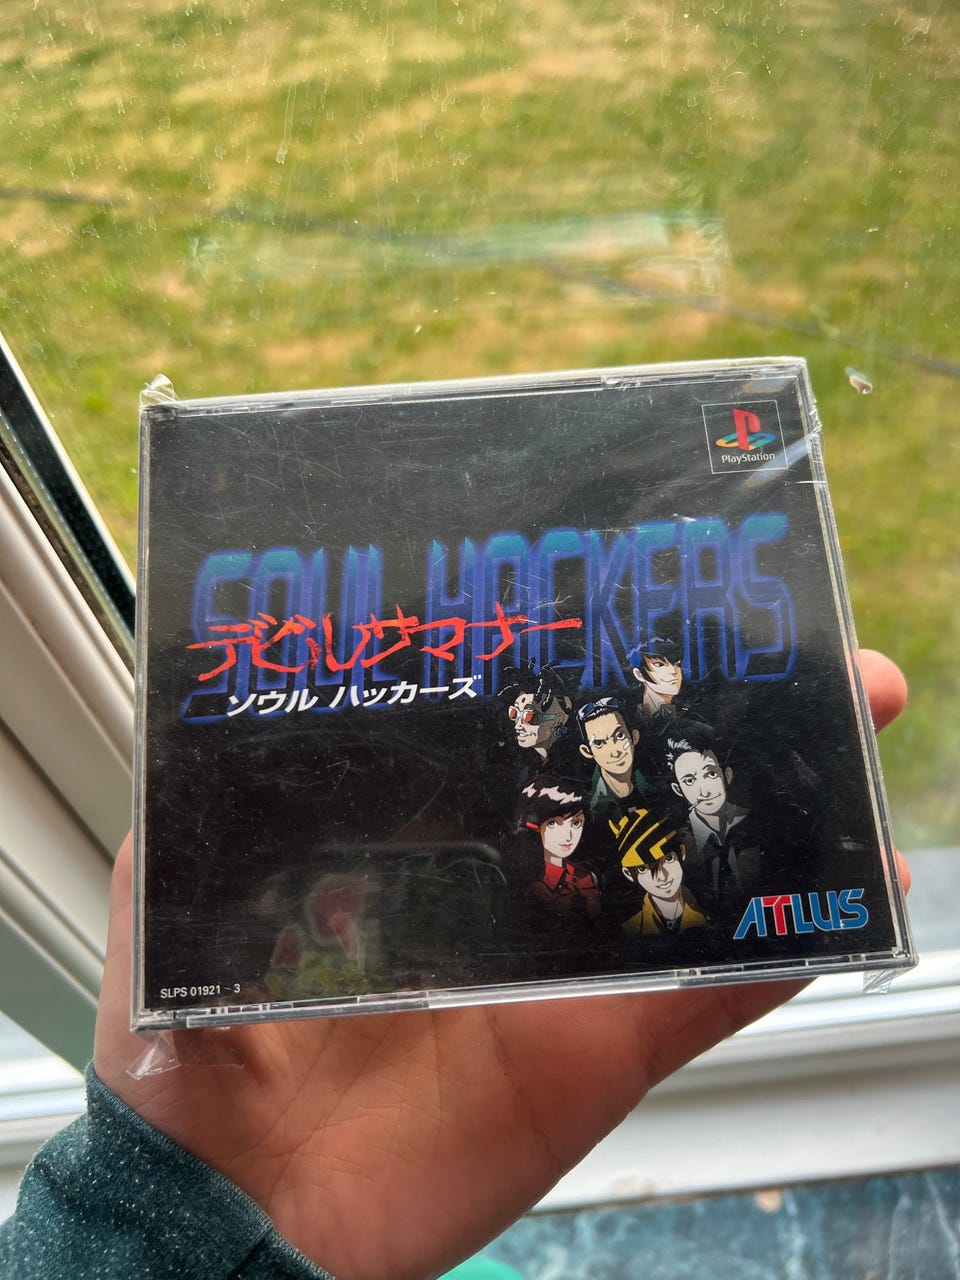 PlayStation
SOUL HACKERS
デビルサマナー
ソウル ハッカーズ
ATLUS
SLPS 01921~3